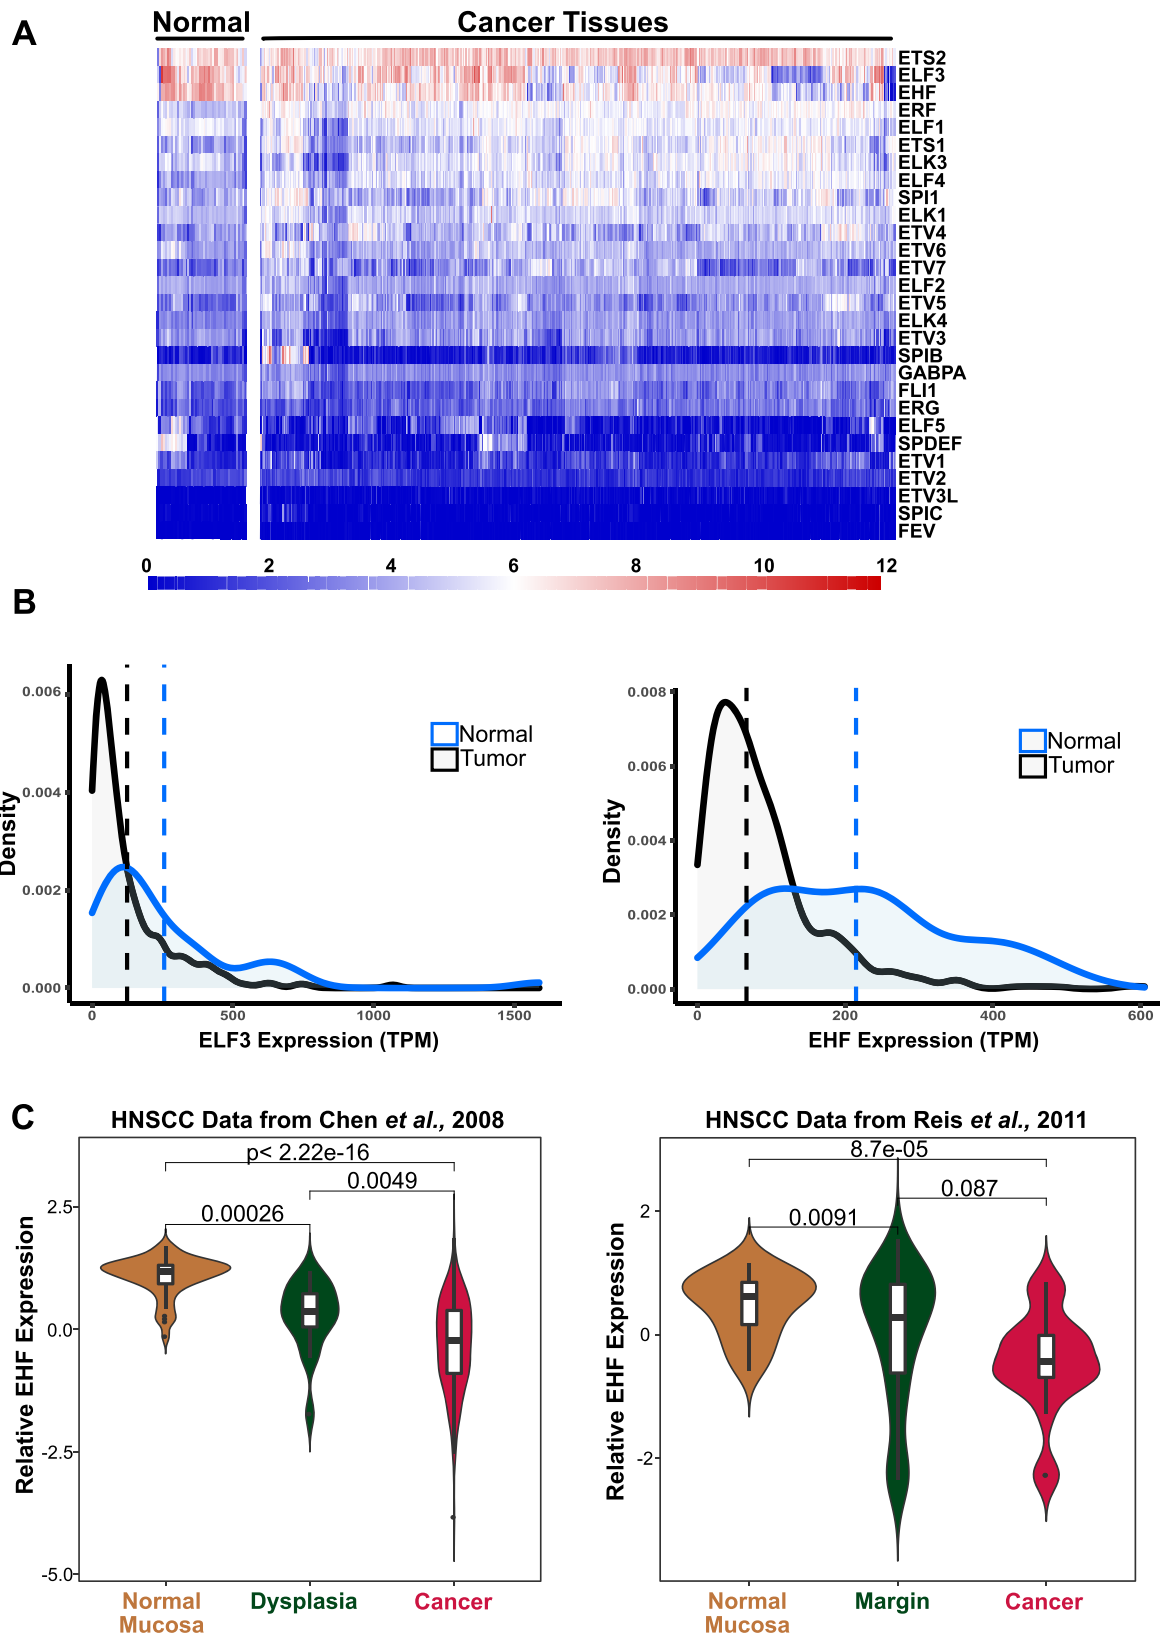 A
Normal
Cancer Tissues
ETS2
ELF3
EHF
ERF
ELF1
ETS1
ELK3
ELF4
SPI1
ELK1
ETV4
ETV6
ETV7
ELF2
ETV5
ELK4
ETV3
SPIB
GABPA
FLI1
ERG
ELF5
SPDEF
ETV1
ETV2
ETV3L
SPIC
FEV
0 2 4 6 8 10 12
B
Density
0.006
0.004
0.002
0.000
Normal
Tumor
0 500 1000 1500
ELF3 Expression (TPM)
Density
0.008
0.006
0.004
0.002
0.000
Normal
Tumor
0 200 400 600
EHF Expression (TPM)
C
HNSCC Data from Chen et al., 2008
Relative EHF Expression
2.5
0.0
-2.5
-5.0
p< 2.22e-16
0.0049
0.00026
Normal
Mucosa
Dysplasia
Cancer
HNSCC Data from Reis et al., 2011
Relative EHF Expression
2
0
-2
8.7e-05
0.087
0.0091
Normal
Mucosa
Margin
Cancer